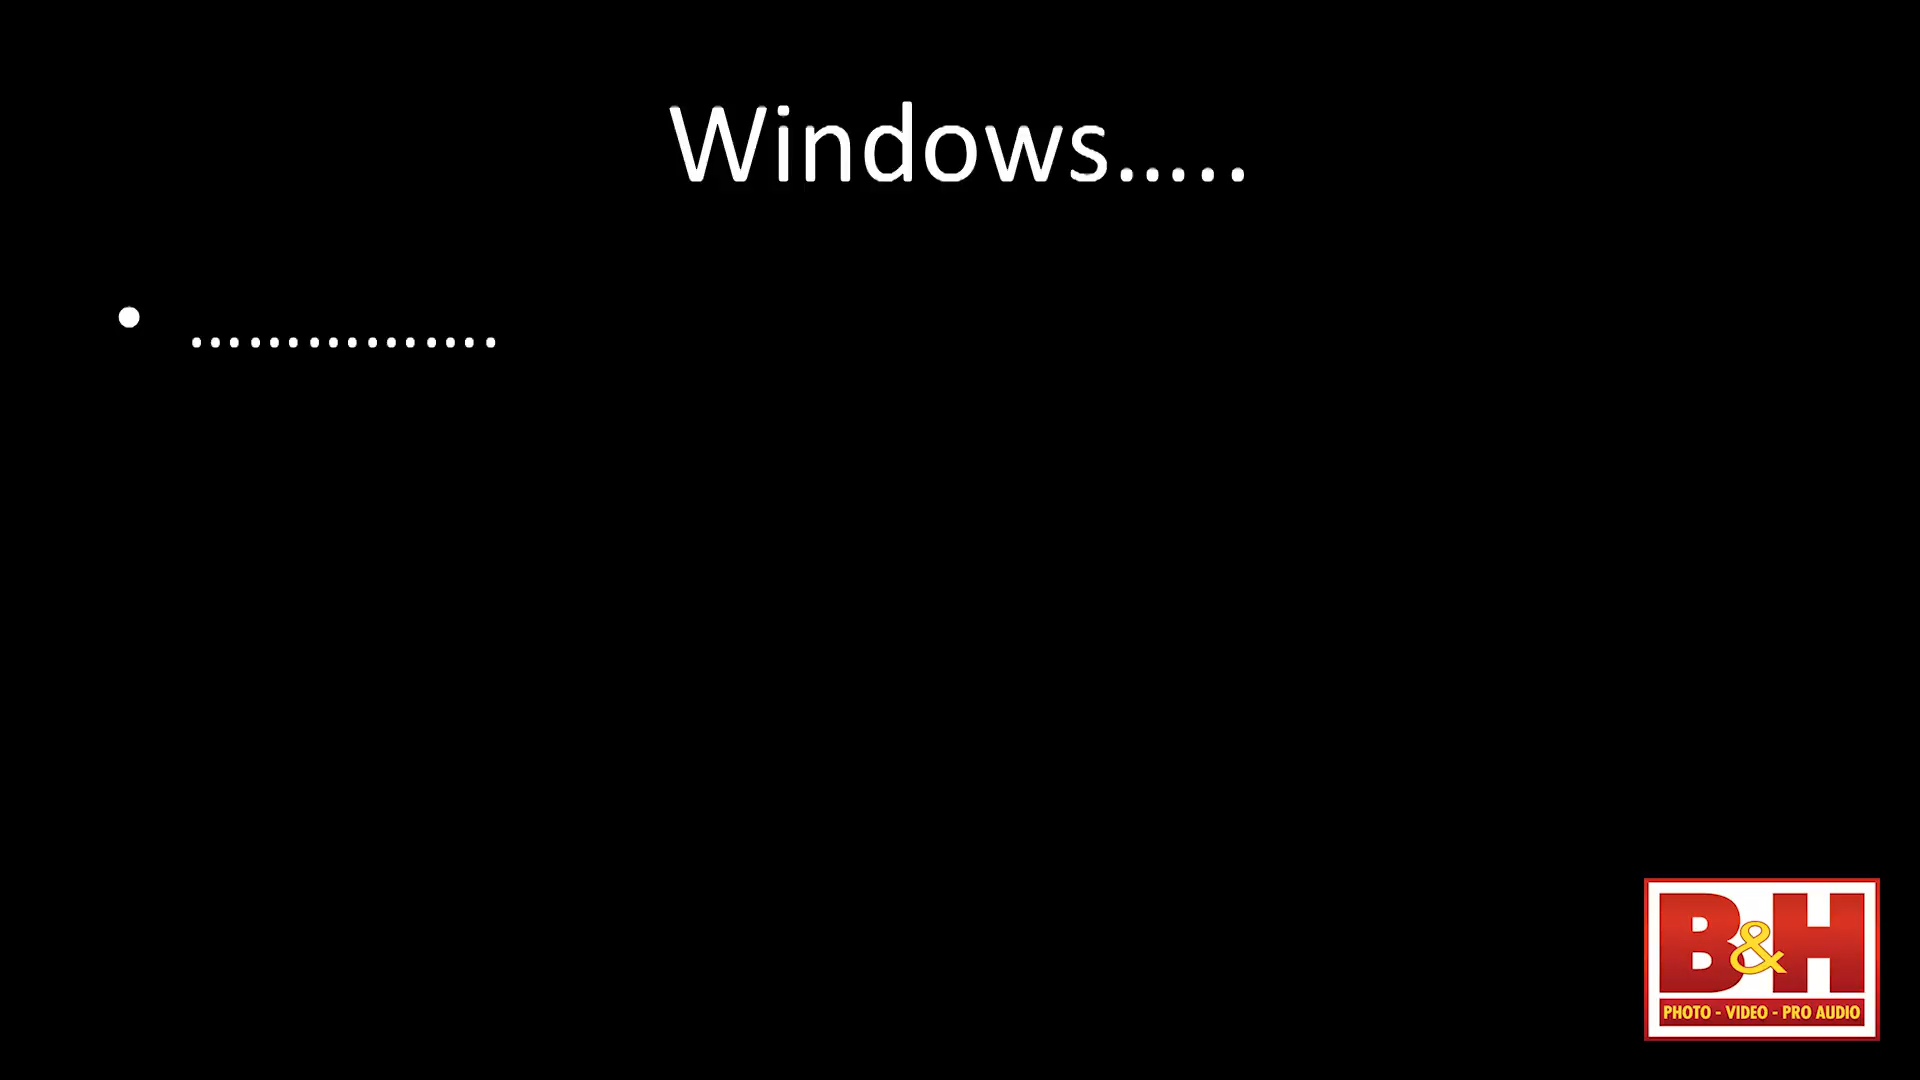 Windows.....
• ................
B&H
PHOTO - VIDEO - PRO AUDIO